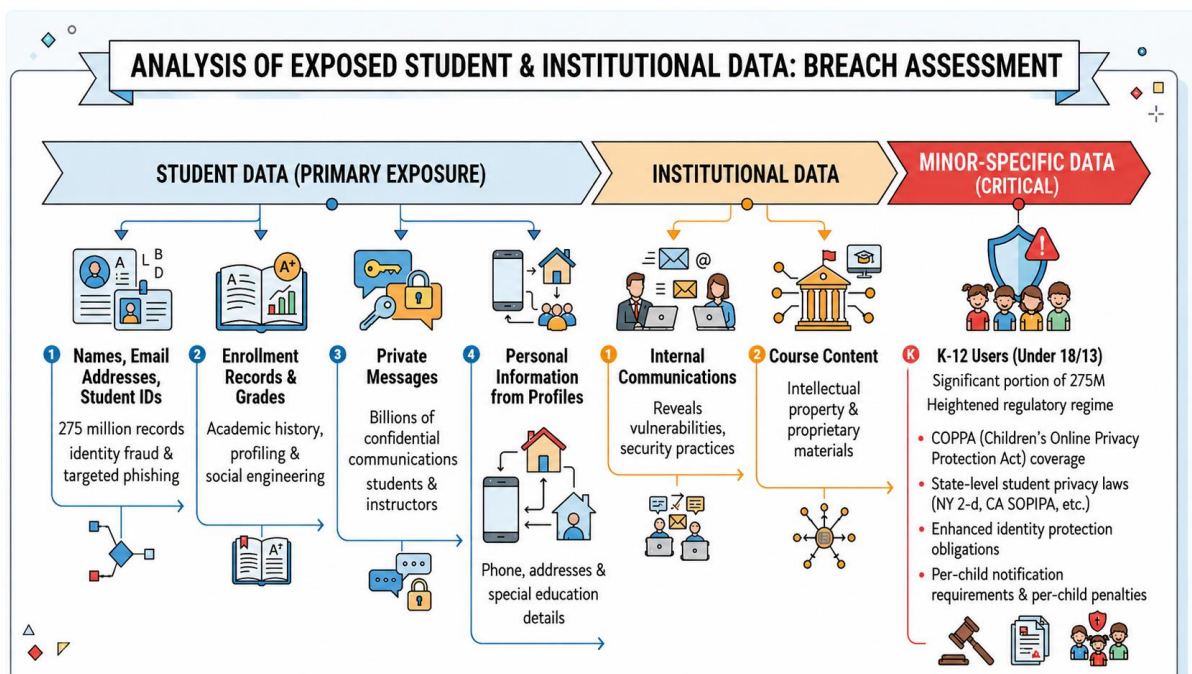 ANALYSIS OF EXPOSED STUDENT & INSTITUTIONAL DATA: BREACH ASSESSMENT
STUDENT DATA (PRIMARY EXPOSURE)
INSTITUTIONAL DATA
MINOR-SPECIFIC DATA
(CRITICAL)
A
L B
D
A
A+
@
!
1
Names, Email
Addresses,
Student IDs
275 million records
identity fraud &
targeted phishing
2
Enrollment
Records &
Grades
Academic history,
profiling &
social engineering
A+
3
Private
Messages
Billions of
confidential
communications
students &
instructors
4
Personal
Information
from Profiles
Phone, addresses &
special education
details
1
Internal
Communications
Reveals
vulnerabilities,
security practices
2
Course Content
Intellectual
property &
proprietary
materials
K
K-12 Users (Under 18/13)
Significant portion of 275M
Heightened regulatory regime
• COPPA (Children's Online Privacy
Protection Act) coverage
• State-level student privacy laws
(NY 2-d, CA SOPIPA, etc.)
• Enhanced identity protection
obligations
• Per-child notification
requirements & per-child penalties